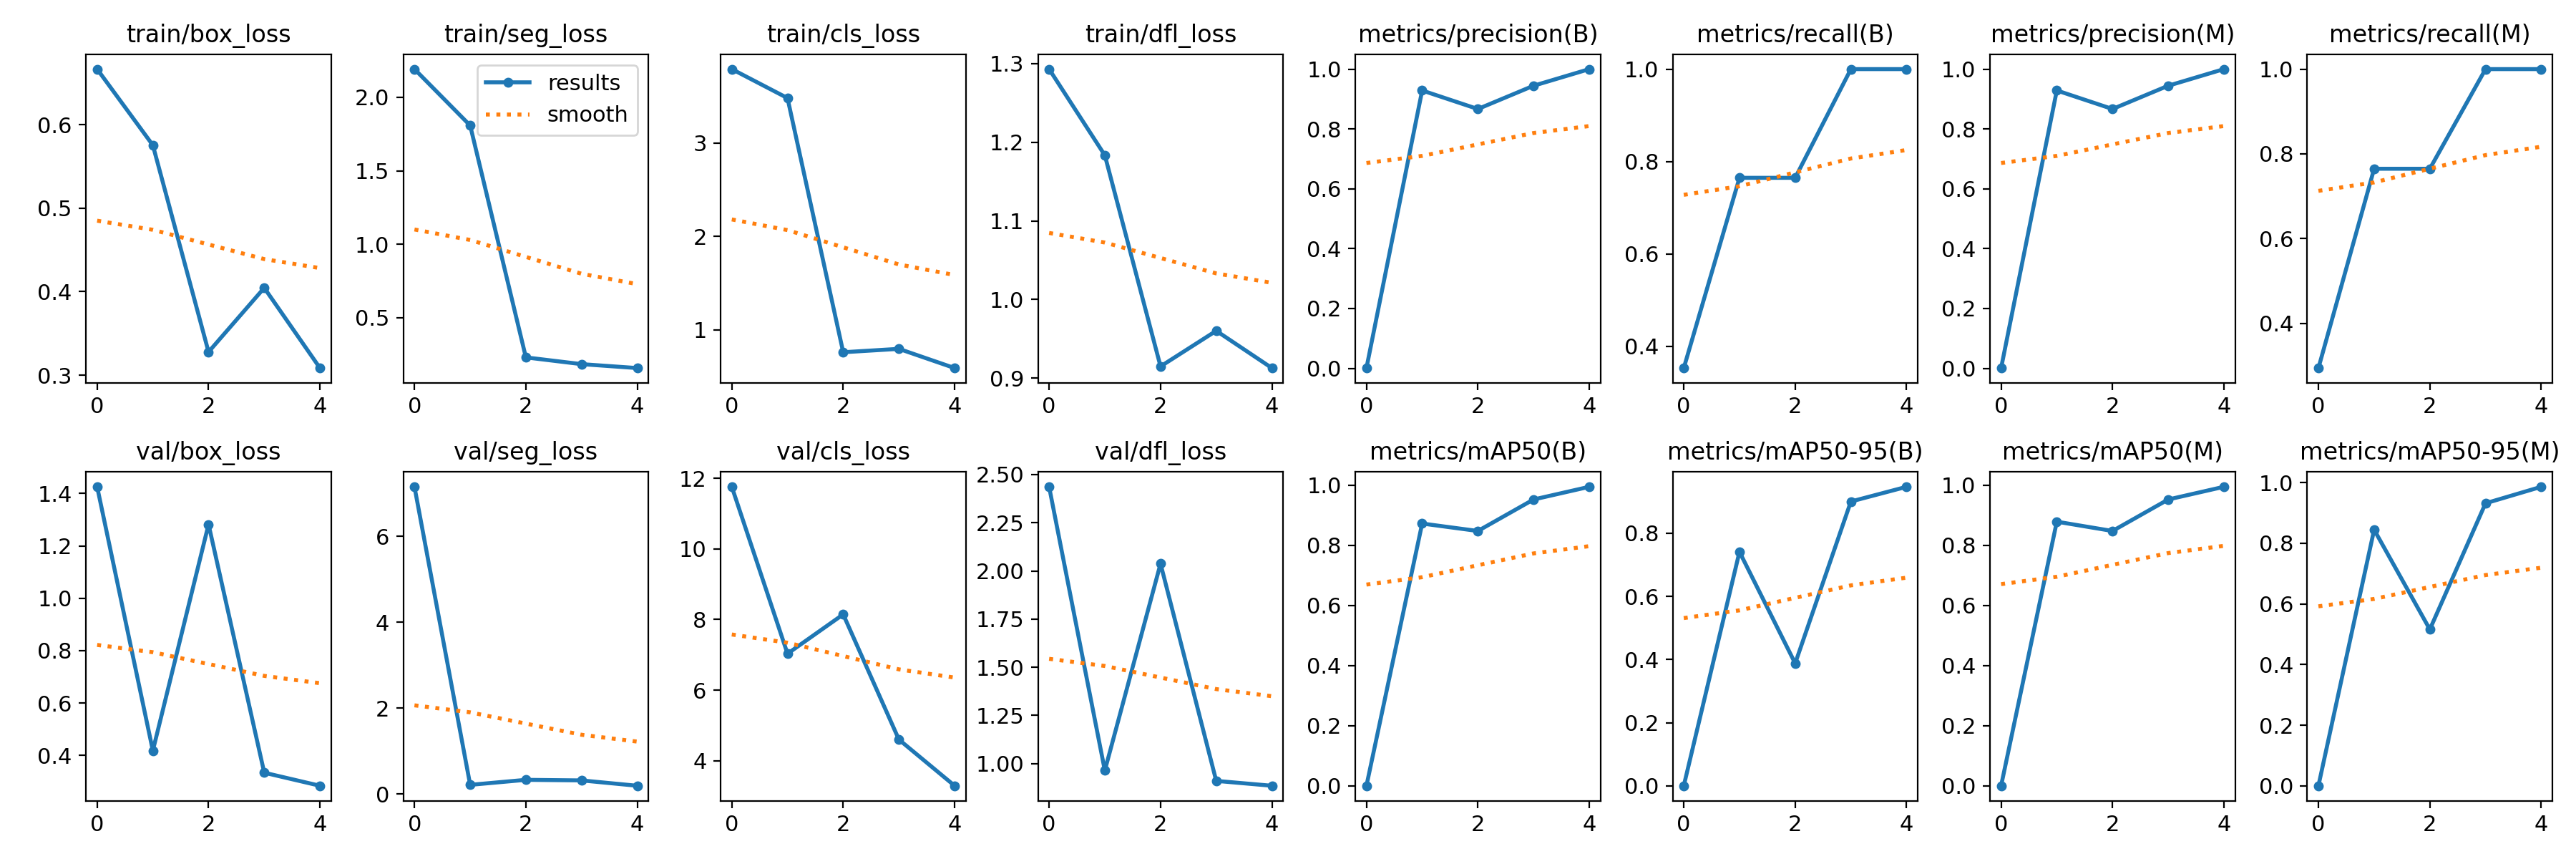 train/box_loss
0.6
0.5
0.4
0.3
0 2 4
train/seg_loss
results
smooth
2.0
1.5
1.0
0.5
0 2 4
train/cls_loss
3
2
1
0 2 4
train/dfl_loss
1.3
1.2
1.1
1.0
0.9
0 2 4
metrics/precision(B)
1.0
0.8
0.6
0.4
0.2
0.0
0 2 4
metrics/recall(B)
1.0
0.8
0.6
0.4
0 2 4
metrics/precision(M)
1.0
0.8
0.6
0.4
0.2
0.0
0 2 4
metrics/recall(M)
1.0
0.8
0.6
0.4
0 2 4
val/box_loss
1.4
1.2
1.0
0.8
0.6
0.4
0 2 4
val/seg_loss
6
4
2
0
0 2 4
val/cls_loss
12
10
8
6
4
0 2 4
val/dfl_loss
2.50
2.25
2.00
1.75
1.50
1.25
1.00
0 2 4
metrics/mAP50(B)
1.0
0.8
0.6
0.4
0.2
0.0
0 2 4
metrics/mAP50-95(B)
0.8
0.6
0.4
0.2
0.0
0 2 4
metrics/mAP50(M)
1.0
0.8
0.6
0.4
0.2
0.0
0 2 4
metrics/mAP50-95(M)
1.0
0.8
0.6
0.4
0.2
0.0
0 2 4